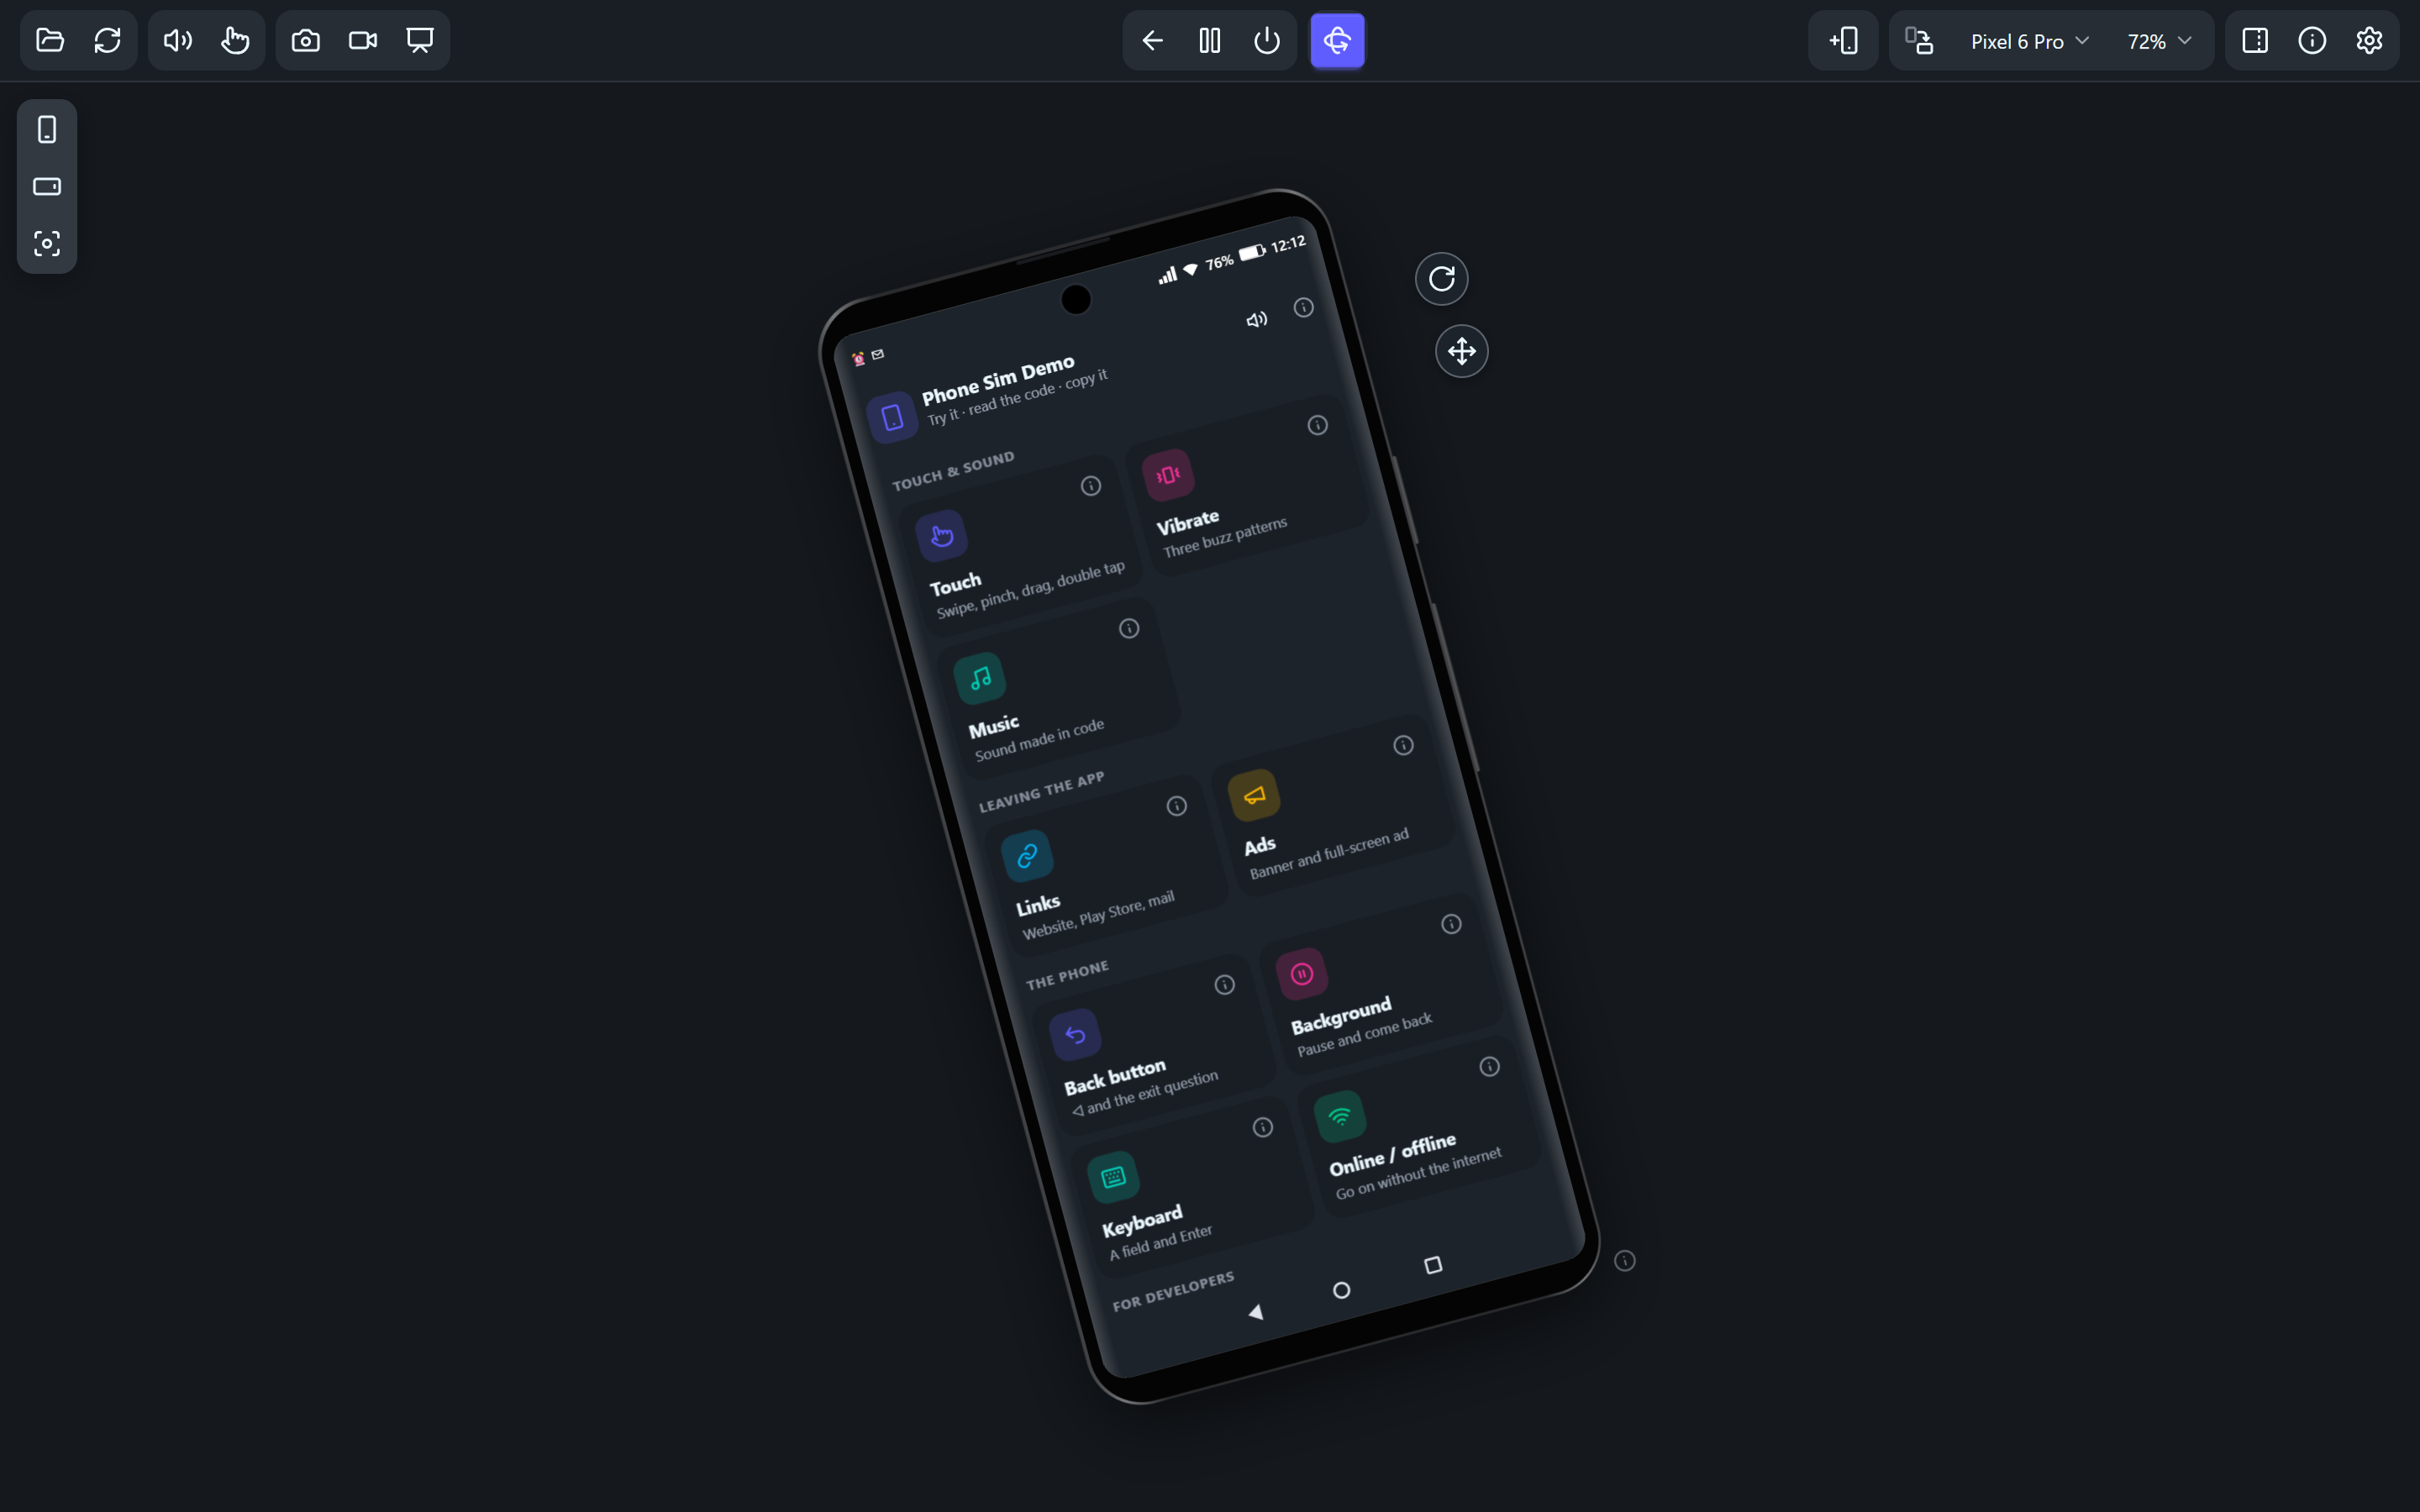 Pixel 6 Pro
72%
76% 12:12
Phone Sim Demo
Try it · read the code · copy it
TOUCH & SOUND
Touch
Swipe, pinch, drag, double tap
Vibrate
Three buzz patterns
Music
Sound made in code
LEAVING THE APP
Links
Website, Play Store, mail
Ads
Banner and full-screen ad
THE PHONE
Back button
◁ and the exit question
Background
Pause and come back
Keyboard
A field and Enter
Online / offline
Go on without the internet
FOR DEVELOPERS